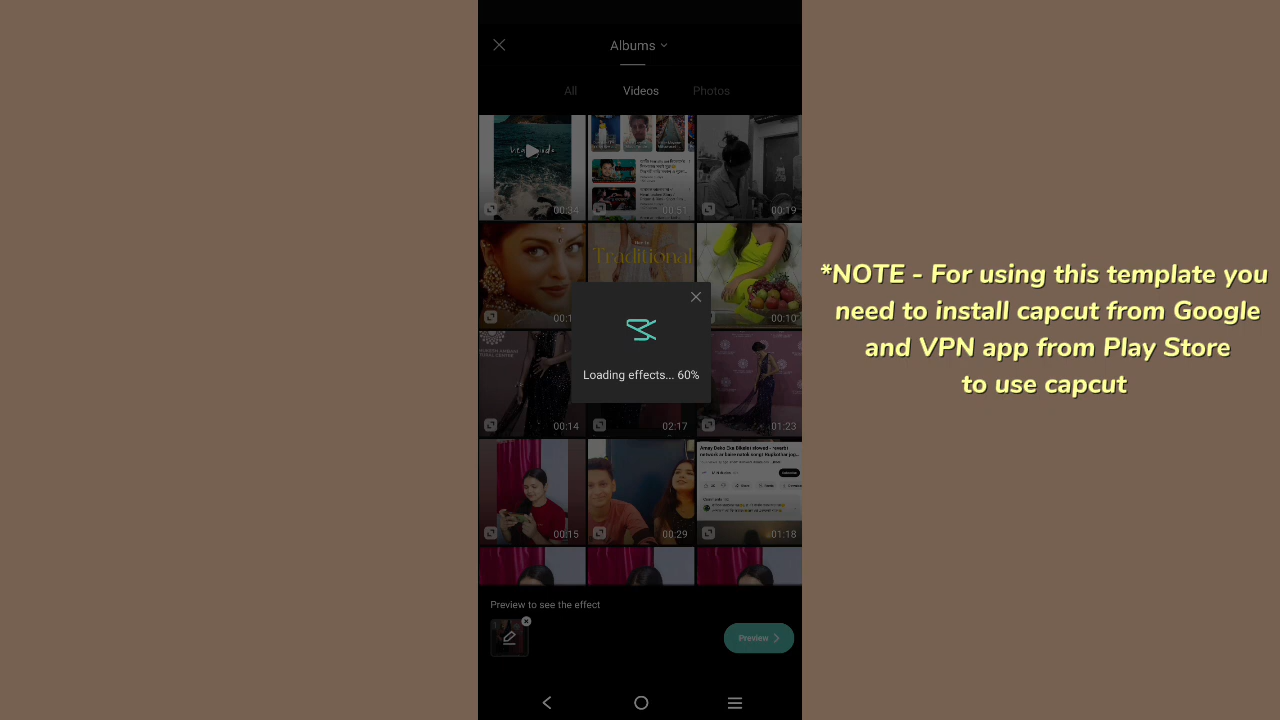 Albums
All
Videos
Photos
00:34
00:51
00:19
Traditional
00:10
00:14
02:17
01:23
00:15
00:29
01:18
Loading effects... 60%
Preview to see the effect
1
Preview
*NOTE - For using this template you
need to install capcut from Google
and VPN app from Play Store
to use capcut